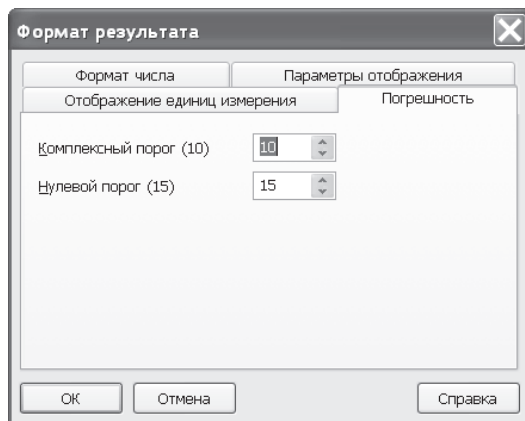 Формат результата
Формат числа
Параметры отображения
Отображение единиц измерения
Погрешность
Комплексный порог (10)
10
Нулевой порог (15)
15
ОК
Отмена
Справка